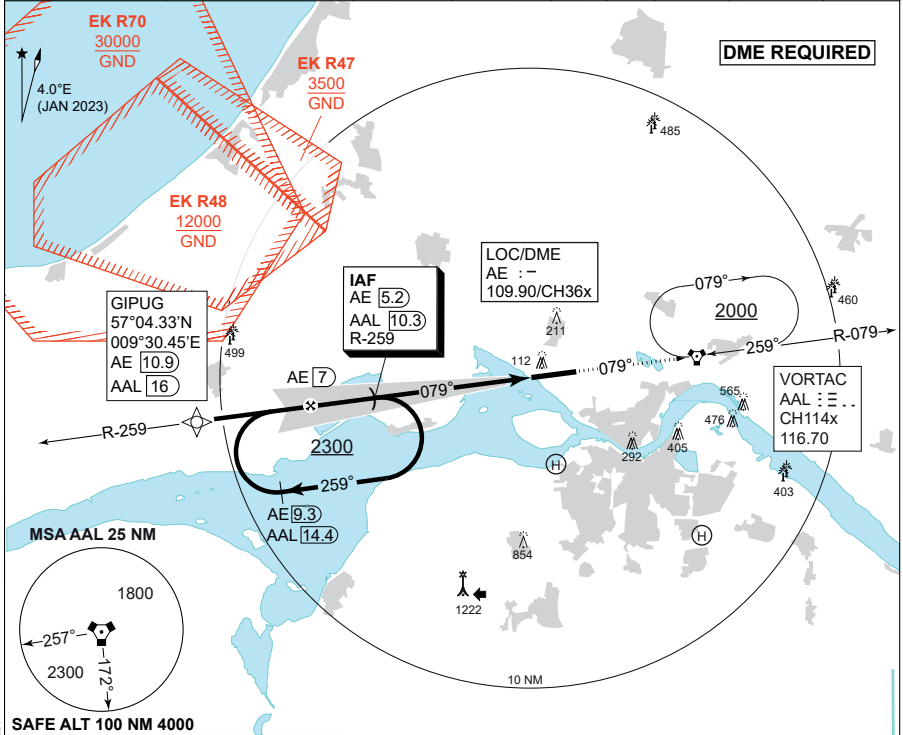 EK R70
30000
GND
DME REQUIRED
EK R47
3500
GND
4.0°E
(JAN 2023)
485
EK R48
12000
GND
LOC/DME
AE : –
109.90/CH36x
IAF
AE 5.2
AAL 10.3
R-259
079°
2000
460
GIPUG
57°04.33'N
009°30.45'E
AE 10.9
AAL 16
499
211
259°
R-079
112
079°
AE 7
079°
VORTAC
AAL
CH114x
116.70
565
476
R-259
2300
292
405
H
403
259°
AE 9.3
AAL 14.4
H
MSA AAL 25 NM
854
1800
1222
257°
172°
2300
10 NM
SAFE ALT 100 NM 4000